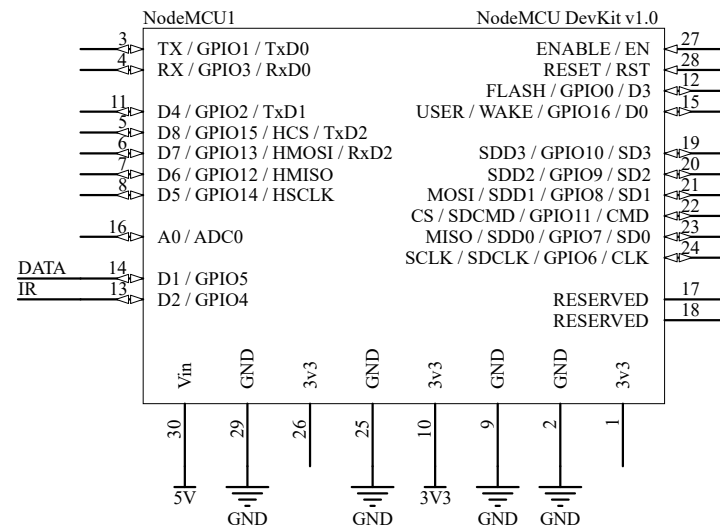 NodeMCU1 NodeMCU DevKit v1.0
3 TX / GPIO1 / TxD0 ENABLE / EN 27
4 RX / GPIO3 / RxD0 RESET / RST 28
FLASH / GPIO0 / D3 12
11 D4 / GPIO2 / TxD1 USER / WAKE / GPIO16 / D0 15
5 D8 / GPIO15 / HCS / TxD2
6 D7 / GPIO13 / HMOSI / RxD2 SDD3 / GPIO10 / SD3 19
7 D6 / GPIO12 / HMISO SDD2 / GPIO9 / SD2 20
8 D5 / GPIO14 / HSCLK MOSI / SDD1 / GPIO8 / SD1 21
CS / SDCMD / GPIO11 / CMD 22
16 A0 / ADC0 MISO / SDD0 / GPIO7 / SD0 23
SCLK / SDCLK / GPIO6 / CLK 24
DATA 14 D1 / GPIO5
IR 13 D2 / GPIO4 RESERVED 17
RESERVED 18
Vin GND 3v3 GND 3v3 GND GND 3v3
30 29 26 25 10 9 2 1
5V 3V3
GND GND GND GND